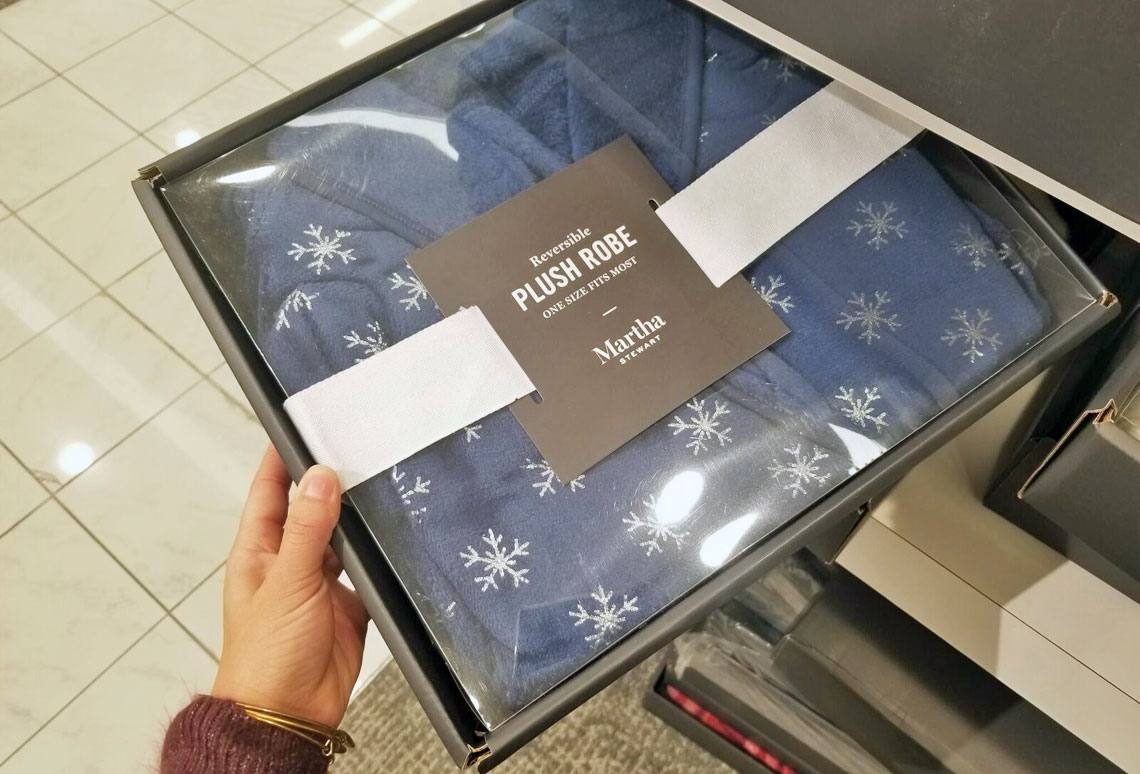 Reversible
PLUSH ROBE
ONE SIZE FITS MOST
Martha
STEWART